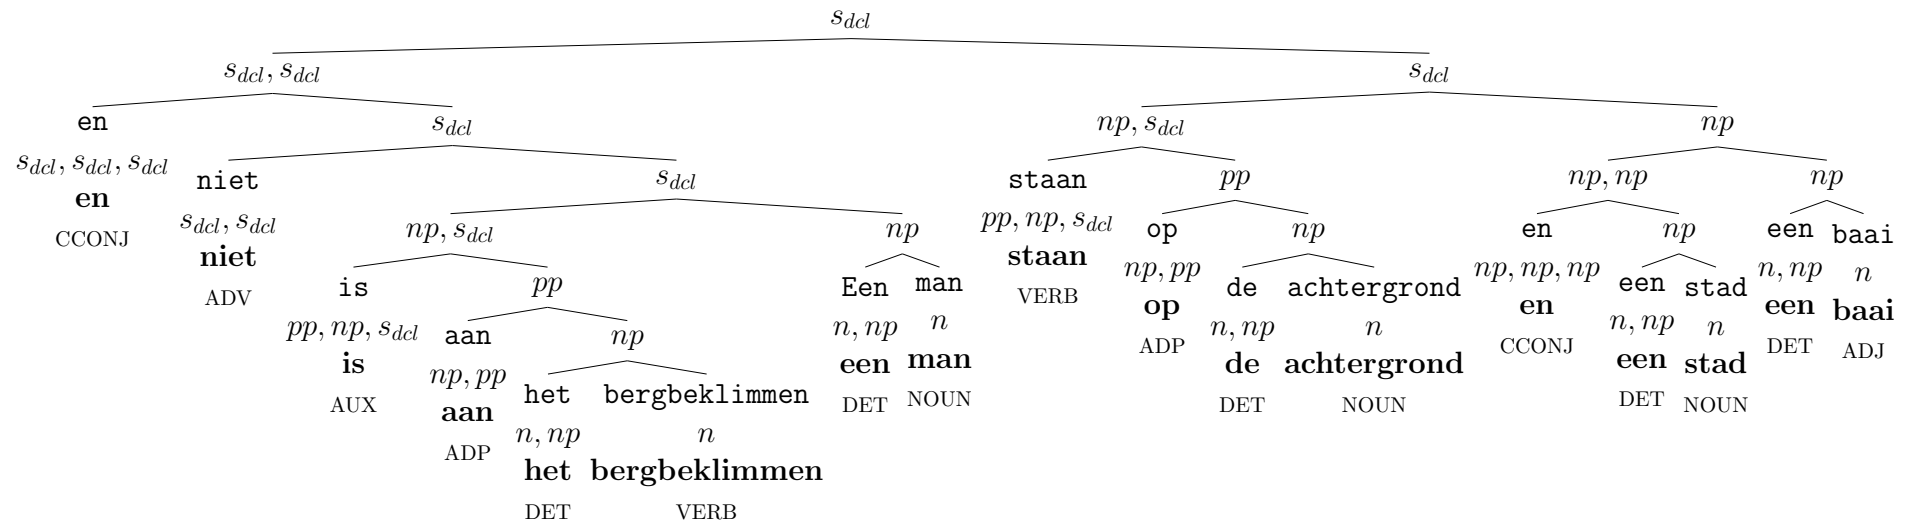 s_dcl
s_dcl, s_dcl s_dcl
en s_dcl np, s_dcl np
s_dcl, s_dcl, s_dcl niet s_dcl staan pp np, np np
en s_dcl, s_dcl np, s_dcl np pp, np, s_dcl op np en np een baai
CCONJ niet is pp Een man staan np, pp de achtergrond np, np, np een stad n, np n
ADV pp, np, s_dcl aan np n, np n VERB op n, np n en n, np n een baai
is np, pp het bergbeklimmen een man ADP de achtergrond CCONJ een stad DET ADJ
AUX aan n, np n DET NOUN DET NOUN DET NOUN
ADP het bergbeklimmen
DET VERB